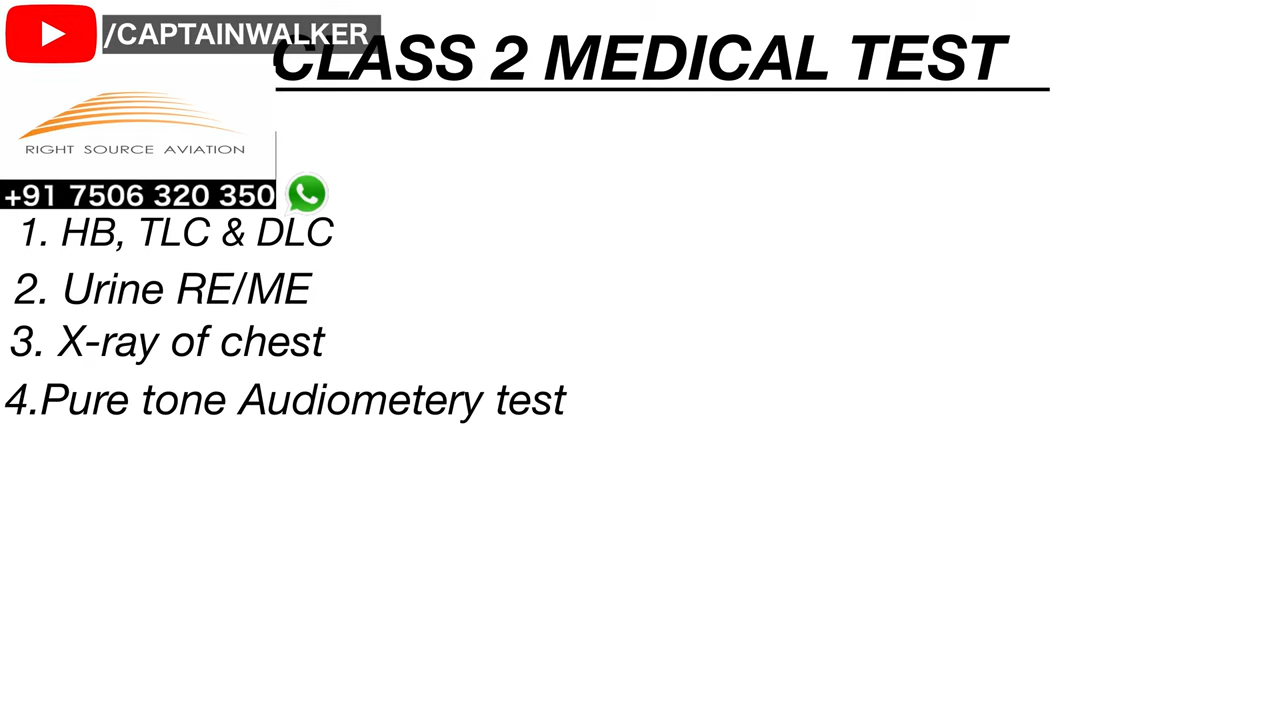 /CAPTAINWALKER
CLASS 2 MEDICAL TEST
RIGHT SOURCE AVIATION
+91 7506 320 350
1. HB, TLC & DLC
2. Urine RE/ME
3. X-ray of chest
4.Pure tone Audiometery test